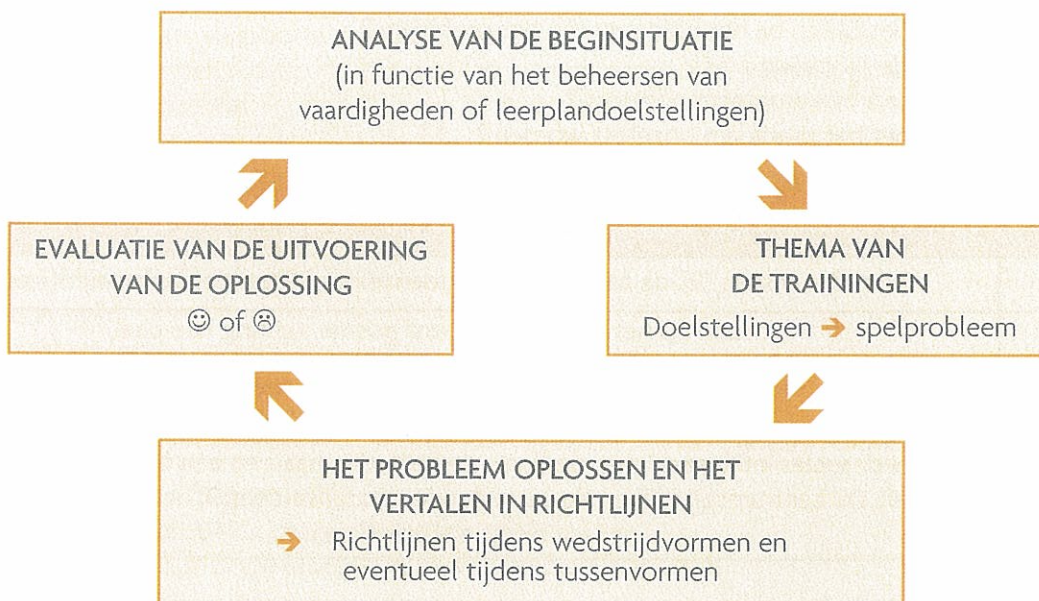 ANALYSE VAN DE BEGINSITUATIE
(in functie van het beheersen van
vaardigheden of leerplandoelstellingen)
THEMA VAN
DE TRAININGEN
Doelstellingen ➔ spelprobleem
HET PROBLEEM OPLOSSEN EN HET
VERTALEN IN RICHTLIJNEN
➔ Richtlijnen tijdens wedstrijdvormen en
eventueel tijdens tussenvormen
EVALUATIE VAN DE UITVOERING
VAN DE OPLOSSING
☺ of ☹